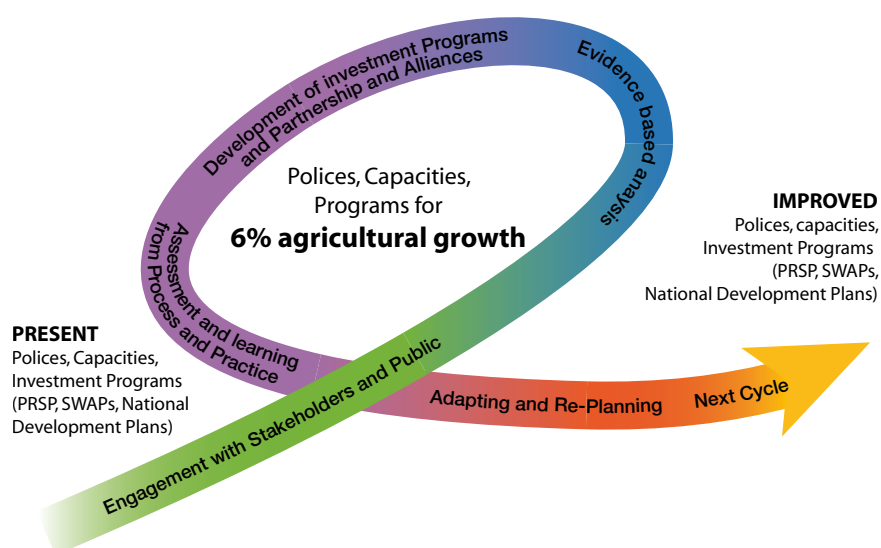 PRESENT
Polices, Capacities,
Investment Programs
(PRSP, SWAPs, National
Development Plans)
Engagement with Stakeholders and Public
Evidence based anaysis
Development of investment Programs
and Partnership and Alliances
Assessment and learning
from Process and Practice
Adapting and Re-Planning
Next Cycle
Polices, Capacities,
Programs for
6% agricultural growth
IMPROVED
Polices, capacities,
Investment Programs
(PRSP, SWAPs,
National Development Plans)